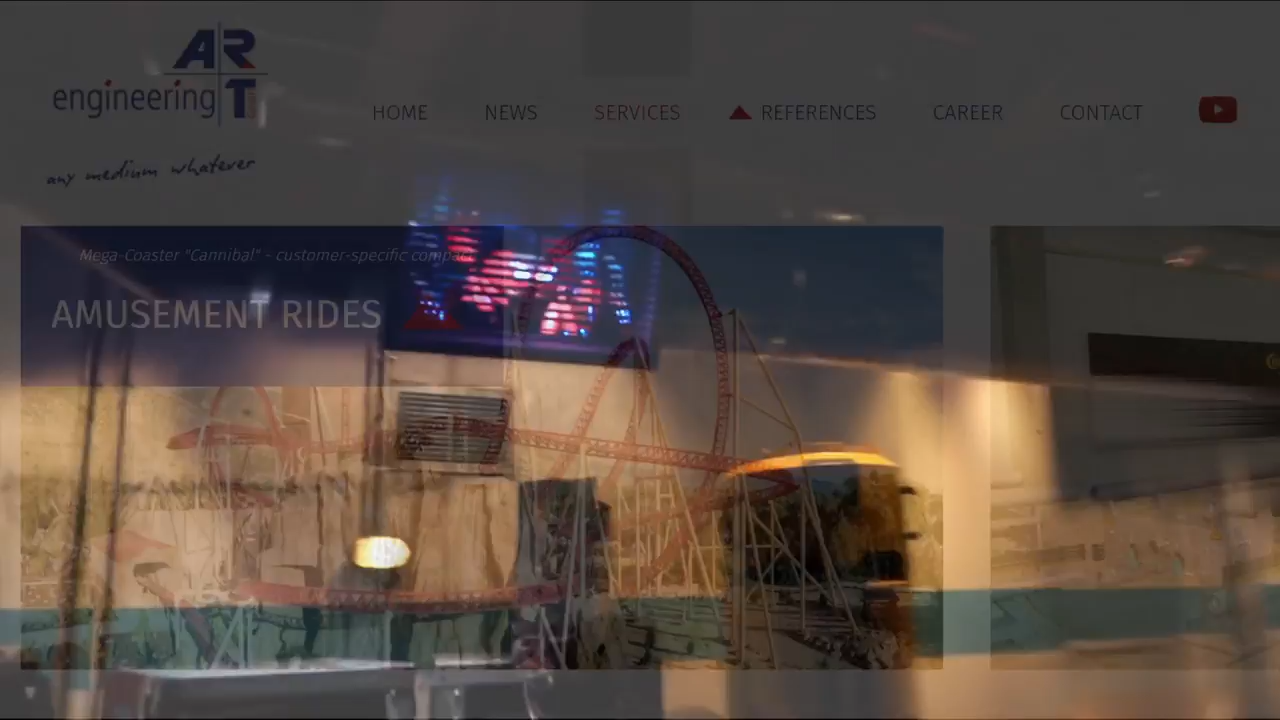 AR
engineering T
any medium whatever
HOME NEWS SERVICES REFERENCES CAREER CONTACT
Mega-Coaster "Cannibal" - customer-specific compact
AMUSEMENT RIDES